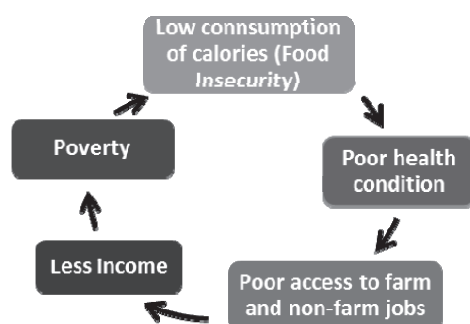 Low connsumption
of calories (Food
Insecurity)
Poor health
condition
Poor access to farm
and non-farm jobs
Less Income
Poverty